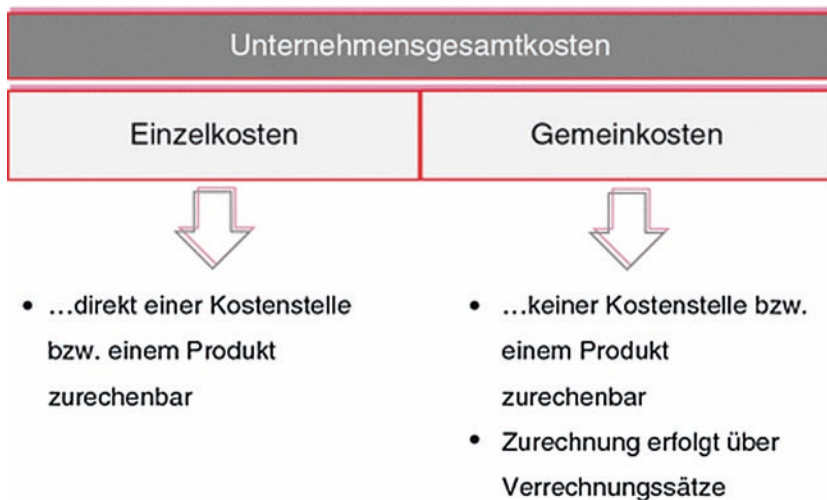 Unternehmensgesamtkosten
Einzelkosten
Gemeinkosten
• ...direkt einer Kostenstelle
bzw. einem Produkt
zurechenbar
• ...keiner Kostenstelle bzw.
einem Produkt
zurechenbar
• Zurechnung erfolgt über
Verrechnungssätze